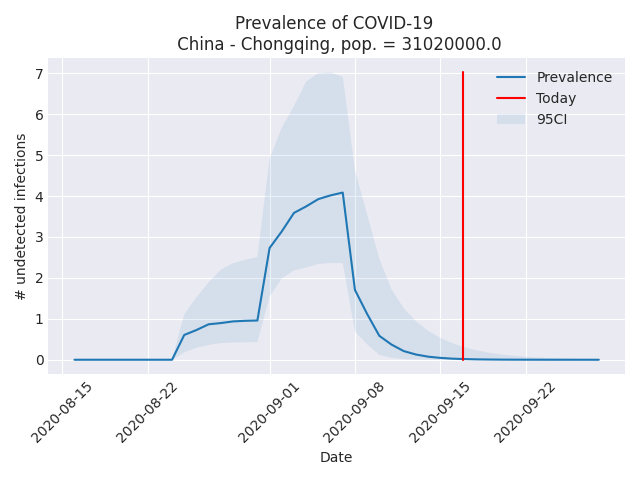 Prevalence of COVID-19
China - Chongqing, pop. = 31020000.0
7
6
5
4
3
2
1
0
# undetected infections
Prevalence
Today
95CI
2020-08-15
2020-08-22
2020-09-01
2020-09-08
2020-09-15
2020-09-22
Date